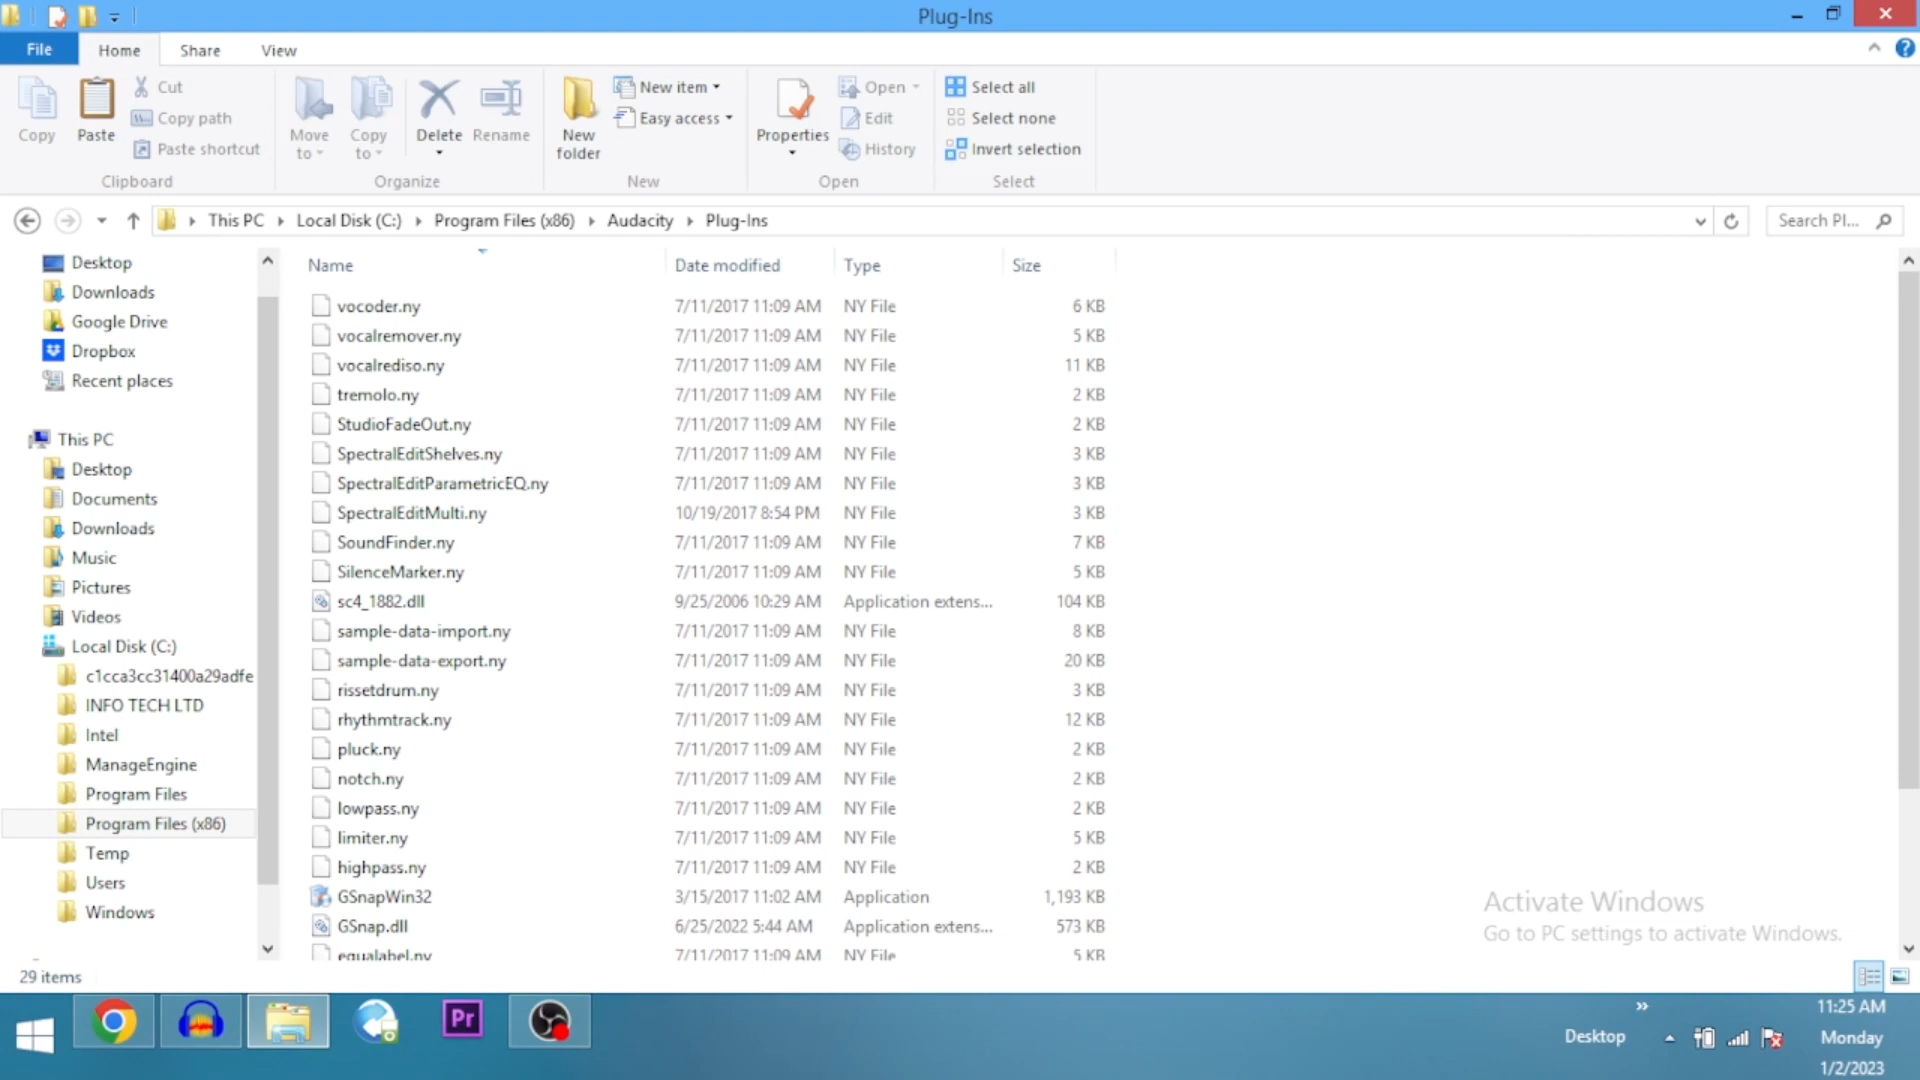 Plug-Ins
File Home Share View
Copy
Paste
Cut
Copy path
Paste shortcut
Clipboard
Move to
Copy to
Delete
Rename
Organize
New folder
New item
Easy access
New
Properties
Open
Edit
History
Open
Select all
Select none
Invert selection
Select
This PC Local Disk (C:) Program Files (x86) Audacity Plug-Ins
Search Pl...
Desktop
Downloads
Google Drive
Dropbox
Recent places
This PC
Desktop
Documents
Downloads
Music
Pictures
Videos
Local Disk (C:)
c1cca3cc31400a29adfe
INFO TECH LTD
Intel
ManageEngine
Program Files
Program Files (x86)
Temp
Users
Windows
Name Date modified Type Size
vocoder.ny 7/11/2017 11:09 AM NY File 6 KB
vocalremover.ny 7/11/2017 11:09 AM NY File 5 KB
vocalrediso.ny 7/11/2017 11:09 AM NY File 11 KB
tremolo.ny 7/11/2017 11:09 AM NY File 2 KB
StudioFadeOut.ny 7/11/2017 11:09 AM NY File 2 KB
SpectralEditShelves.ny 7/11/2017 11:09 AM NY File 3 KB
SpectralEditParametricEQ.ny 7/11/2017 11:09 AM NY File 3 KB
SpectralEditMulti.ny 10/19/2017 8:54 PM NY File 3 KB
SoundFinder.ny 7/11/2017 11:09 AM NY File 7 KB
SilenceMarker.ny 7/11/2017 11:09 AM NY File 5 KB
sc4_1882.dll 9/25/2006 10:29 AM Application extens... 104 KB
sample-data-import.ny 7/11/2017 11:09 AM NY File 8 KB
sample-data-export.ny 7/11/2017 11:09 AM NY File 20 KB
rissetdrum.ny 7/11/2017 11:09 AM NY File 3 KB
rhythmtrack.ny 7/11/2017 11:09 AM NY File 12 KB
pluck.ny 7/11/2017 11:09 AM NY File 2 KB
notch.ny 7/11/2017 11:09 AM NY File 2 KB
lowpass.ny 7/11/2017 11:09 AM NY File 2 KB
limiter.ny 7/11/2017 11:09 AM NY File 5 KB
highpass.ny 7/11/2017 11:09 AM NY File 2 KB
GSnapWin32 3/15/2017 11:02 AM Application 1,193 KB
GSnap.dll 6/25/2022 5:44 AM Application extens... 573 KB
equalabel.ny 7/11/2017 11:09 AM NY File 5 KB
Activate Windows
Go to PC settings to activate Windows.
29 items
Pr
Desktop
11:25 AM
Monday
1/2/2023